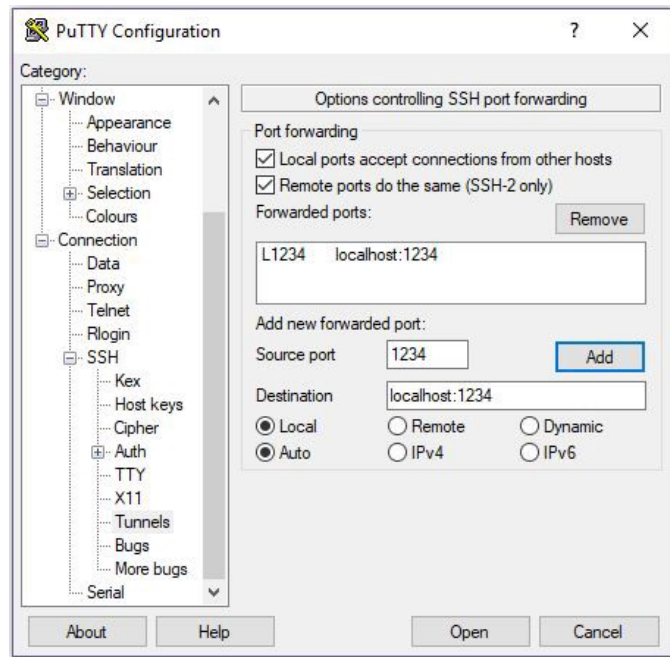 PuTTY Configuration
?
Category:
Window
Appearance
Behaviour
Translation
Selection
Colours
Connection
Data
Proxy
Telnet
Rlogin
SSH
Kex
Host keys
Cipher
Auth
TTY
X11
Tunnels
Bugs
More bugs
Serial
Options controlling SSH port forwarding
Port forwarding
Local ports accept connections from other hosts
Remote ports do the same (SSH-2 only)
Forwarded ports:
Remove
L1234 localhost:1234
Add new forwarded port:
Source port 1234 Add
Destination localhost:1234
Local Remote Dynamic
Auto IPv4 IPv6
About Help Open Cancel